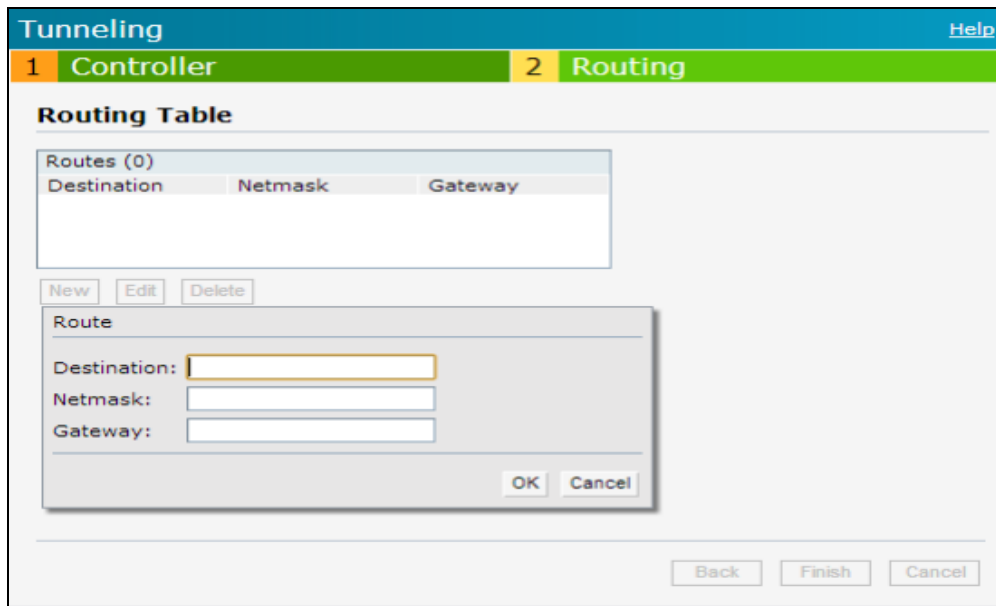 Tunneling Help
1 Controller 2 Routing
Routing Table
Routes (0)
Destination Netmask Gateway
New Edit Delete
Route
Destination:
Netmask:
Gateway:
OK Cancel
Back Finish Cancel